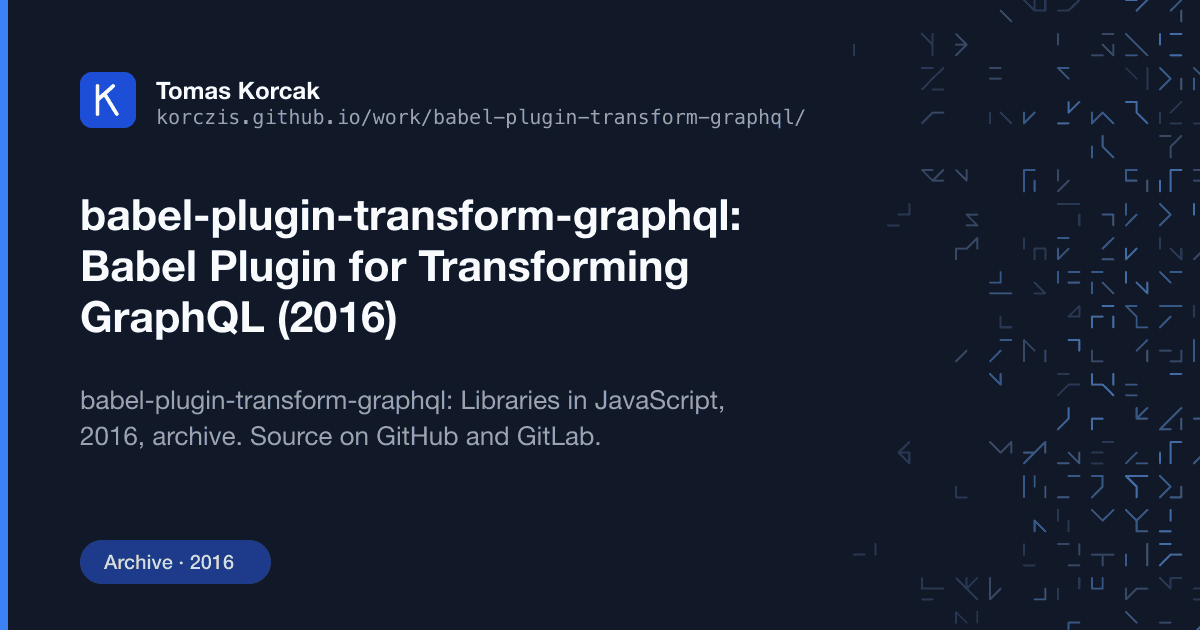 K
Tomas Korcak
korczis.github.io/work/babel-plugin-transform-graphql/
babel-plugin-transform-graphql:
Babel Plugin for Transforming
GraphQL (2016)
babel-plugin-transform-graphql: Libraries in JavaScript,
2016, archive. Source on GitHub and GitLab.
Archive · 2016